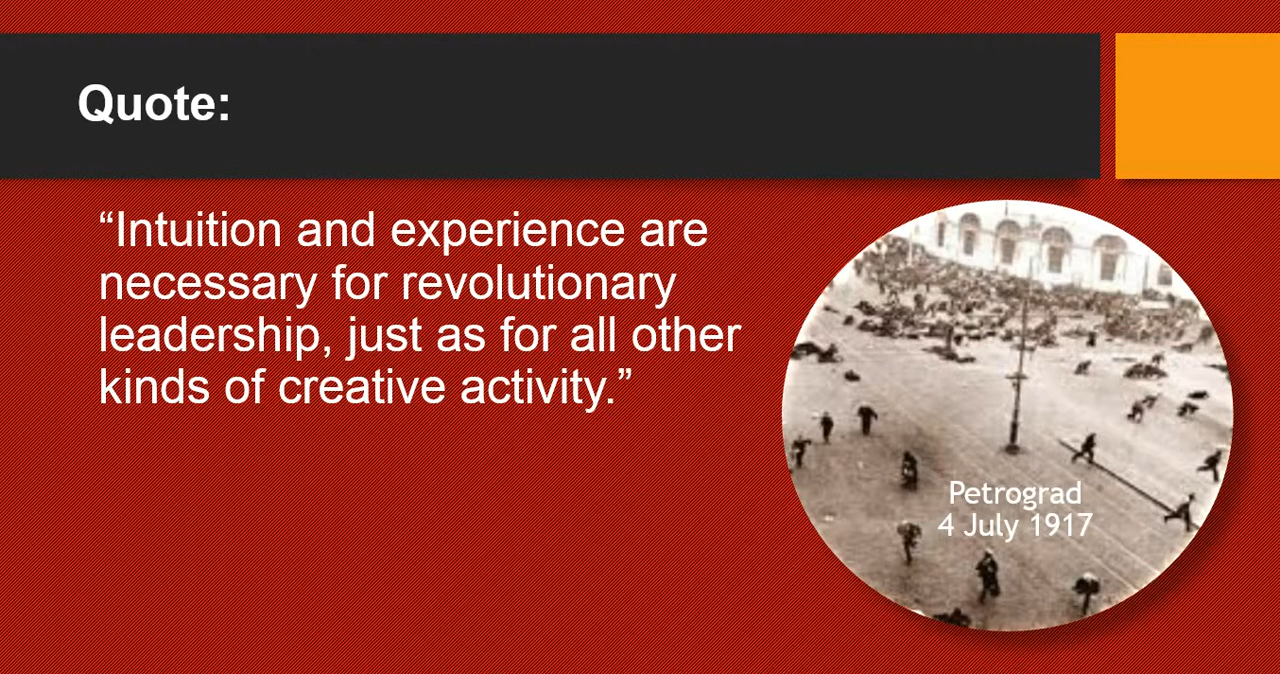 Quote:
“Intuition and experience are
necessary for revolutionary
leadership, just as for all other
kinds of creative activity.”
Petrograd
4 July 1917